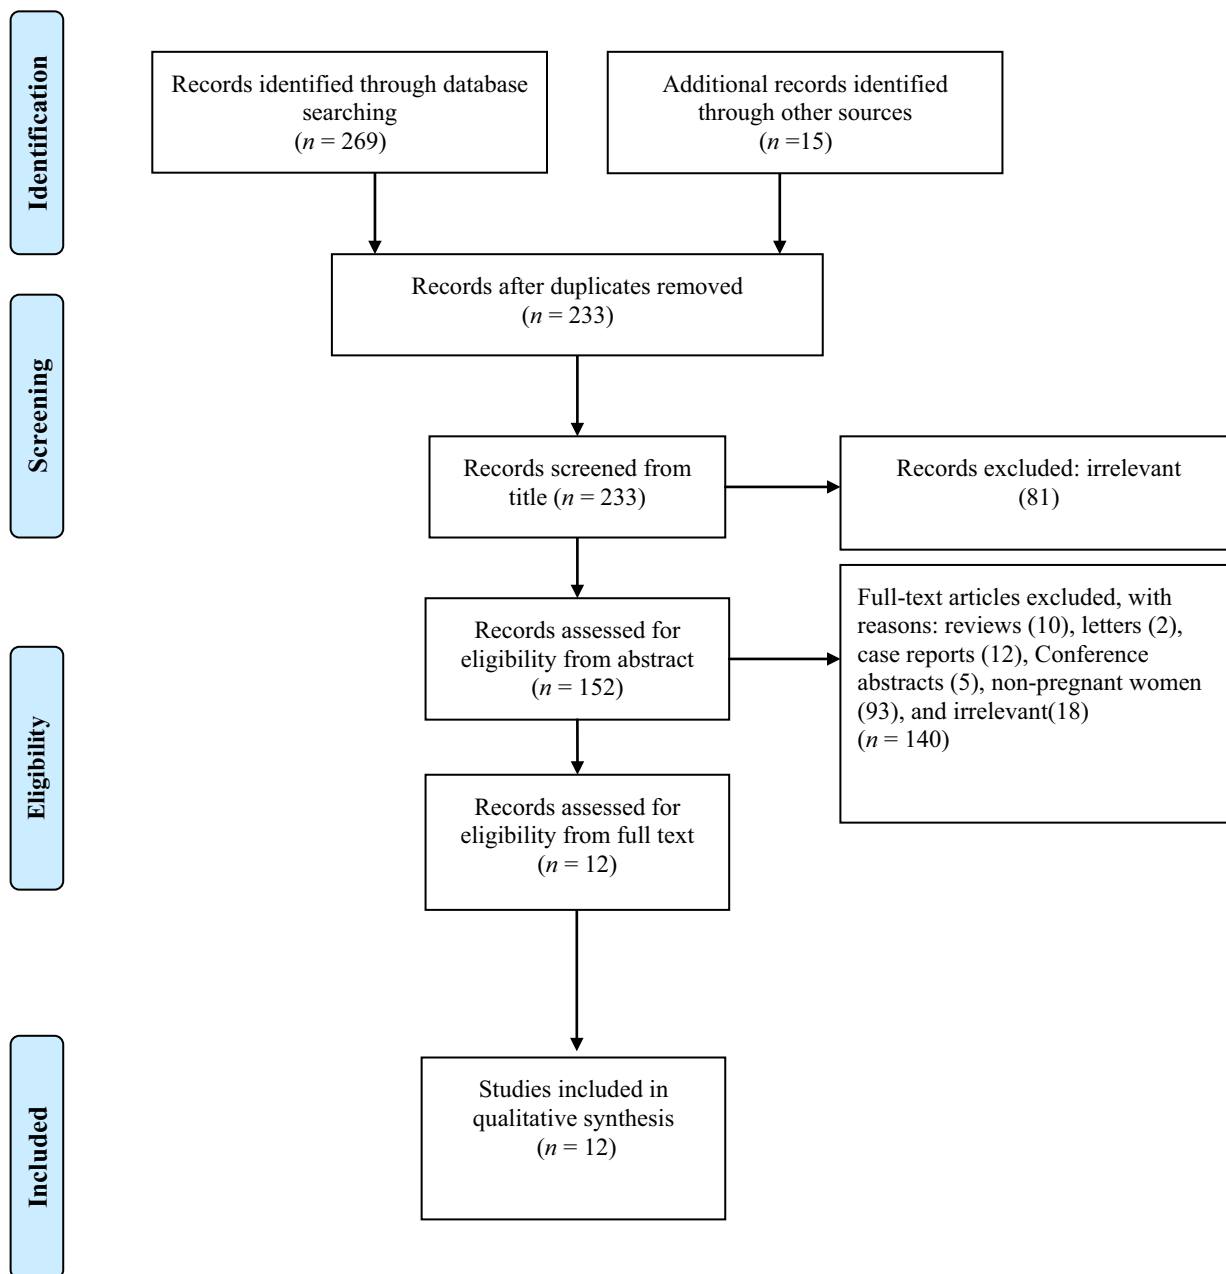 Identification
Records identified through database
searching
(n = 269)
Additional records identified
through other sources
(n =15)
Records after duplicates removed
(n = 233)
Screening
Records screened from
title (n = 233)
Records excluded: irrelevant
(81)
Eligibility
Records assessed for
eligibility from abstract
(n = 152)
Full-text articles excluded, with
reasons: reviews (10), letters (2),
case reports (12), Conference
abstracts (5), non-pregnant women
(93), and irrelevant(18)
(n = 140)
Records assessed for
eligibility from full text
(n = 12)
Included
Studies included in
qualitative synthesis
(n = 12)